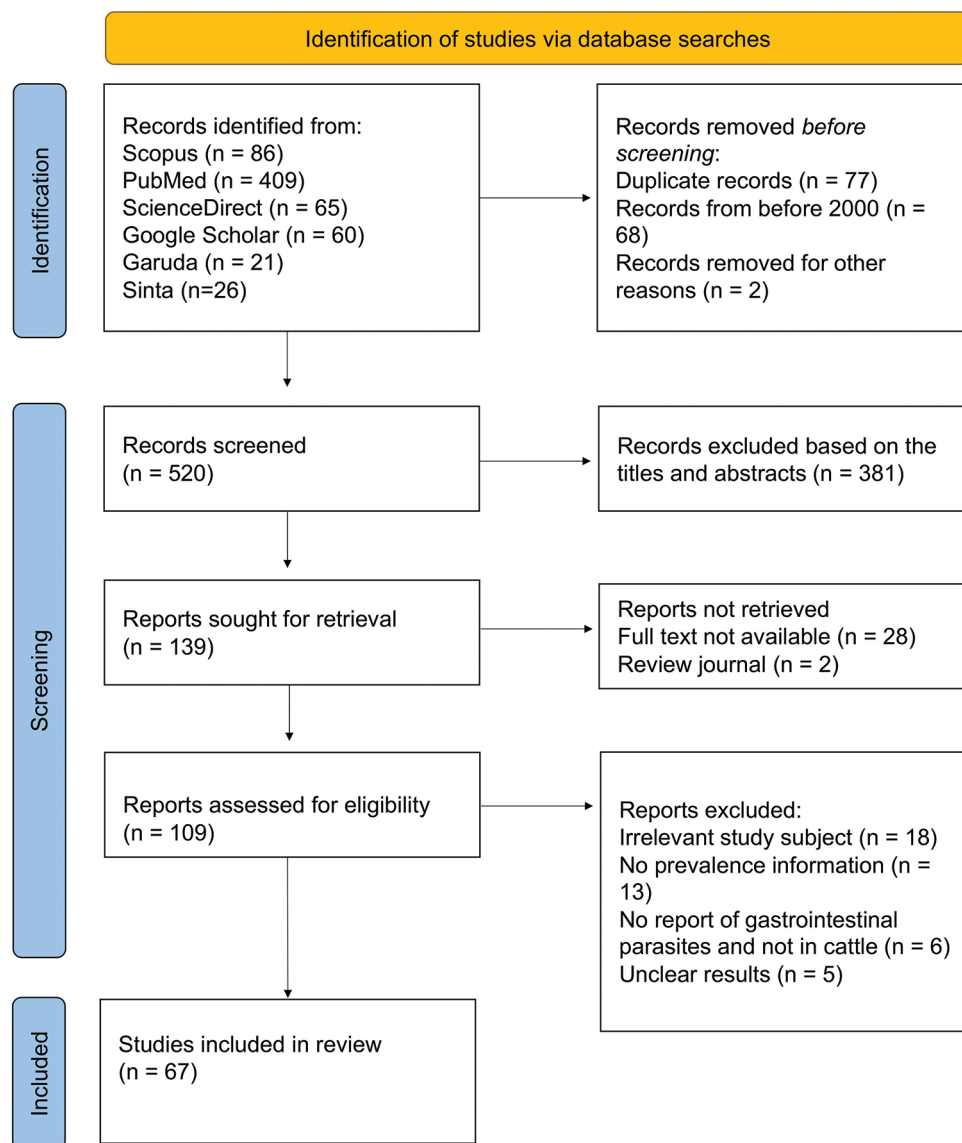 Identification of studies via database searches
Identification
Records identified from:
Scopus (n = 86)
PubMed (n = 409)
ScienceDirect (n = 65)
Google Scholar (n = 60)
Garuda (n = 21)
Sinta (n=26)
Records removed before
screening:
Duplicate records (n = 77)
Records from before 2000 (n =
68)
Records removed for other
reasons (n = 2)
Screening
Records screened
(n = 520)
Records excluded based on the
titles and abstracts (n = 381)
Reports sought for retrieval
(n = 139)
Reports not retrieved
Full text not available (n = 28)
Review journal (n = 2)
Reports assessed for eligibility
(n = 109)
Reports excluded:
Irrelevant study subject (n = 18)
No prevalence information (n =
13)
No report of gastrointestinal
parasites and not in cattle (n = 6)
Unclear results (n = 5)
Included
Studies included in review
(n = 67)